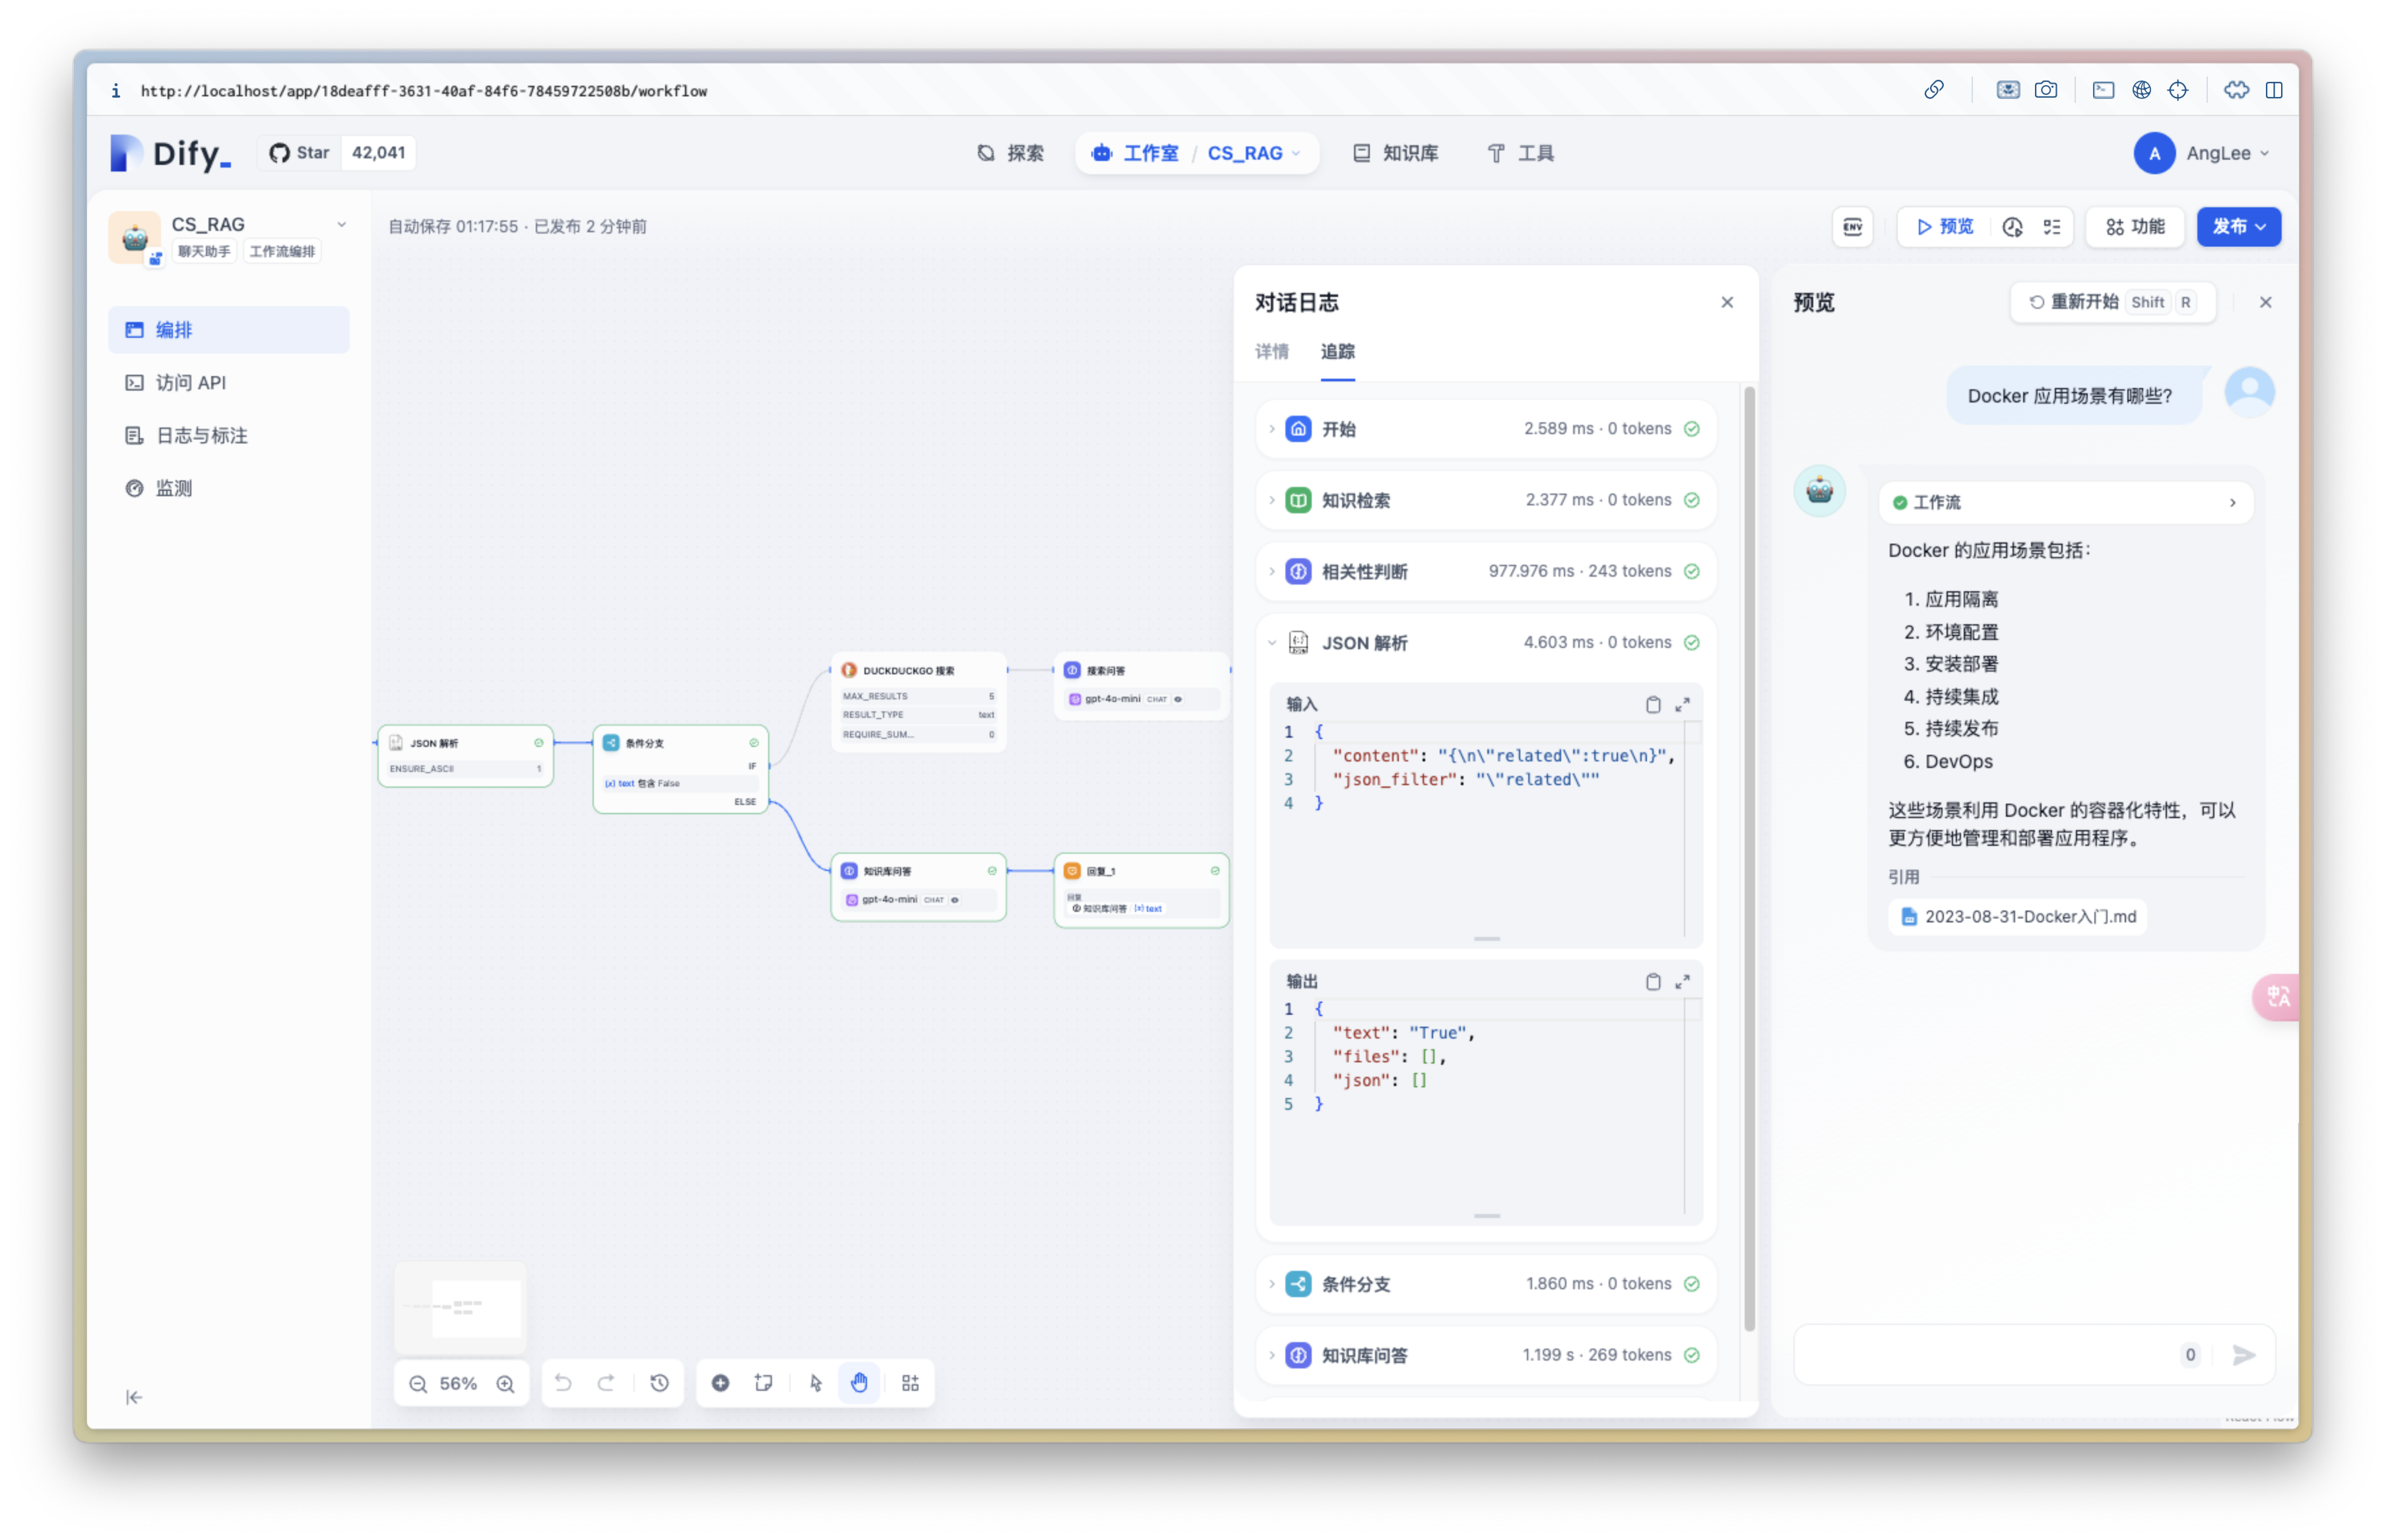 http://localhost/app/18deafff-3631-40af-84f6-78459722508b/workflow
Dify_
Star 42,041
探索
工作室 / CS_RAG
知识库
工具
A AngLee
CS_RAG
聊天助手 工作流编排
编排
访问 API
日志与标注
监测
自动保存 01:17:55 · 已发布 2 分钟前
ENV
预览
功能
发布
JSON 解析
ENSURE_ASCII 1
条件分支
IF
{x} text 包含 False
ELSE
DUCKDUCKGO 搜索
MAX_RESULTS 5
RESULT_TYPE text
REQUIRE_SUM... 0
搜索问答
gpt-4o-mini CHAT
知识库问答
gpt-4o-mini CHAT
回复_1
回复
知识库问答 {x} text
56%
对话日志
详情 追踪
开始 2.589 ms · 0 tokens
知识检索 2.377 ms · 0 tokens
相关性判断 977.976 ms · 243 tokens
JSON 解析 4.603 ms · 0 tokens
输入
1 {
2 "content": "{\n\"related\":true\n}",
3 "json_filter": "\"related\""
4 }
输出
1 {
2 "text": "True",
3 "files": [],
4 "json": []
5 }
条件分支 1.860 ms · 0 tokens
知识库问答 1.199 s · 269 tokens
预览
重新开始 Shift R
Docker 应用场景有哪些?
工作流
Docker 的应用场景包括：
1. 应用隔离
2. 环境配置
3. 安装部署
4. 持续集成
5. 持续发布
6. DevOps
这些场景利用 Docker 的容器化特性，可以
更方便地管理和部署应用程序。
引用
2023-08-31-Docker入门.md
中A
0